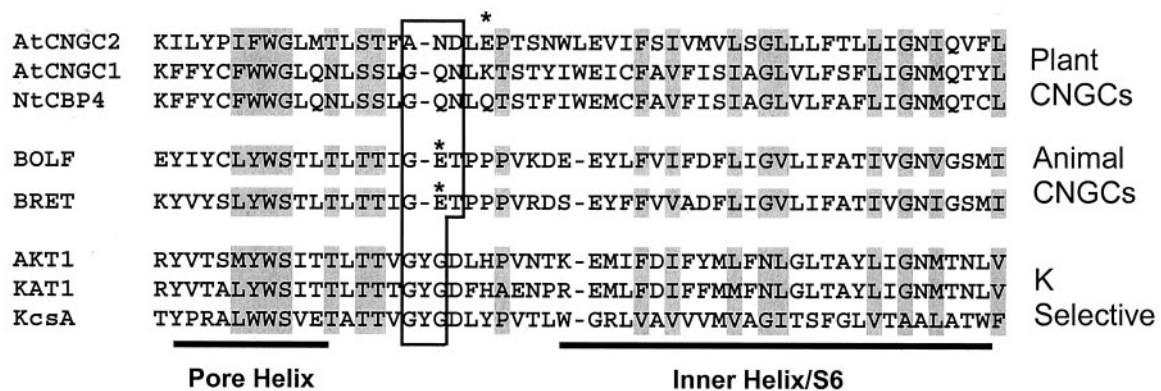 *
AtCNGC2 KILYPIFWGLMTLSTFA-NDLEPTSNWLEVIFSIVMVLSGLLLFTLLIGNIQVFL
AtCNGC1 KFFYCFWWGLQNLSSLG-QNLKTSTYIWEICFAVFISIAGLVLFSFLIGNMQTYL
NtCBP4 KFFYCFWWGLQNLSSLG-QNLQTSTFIWEMCFAVFISIAGLVLFAFLIGNMQTCL
Plant
CNGCs
*
BOLF EYIYCLYWSTLTLTTIG-ETPPPVKDE-EYLFVIFDFLIGVLIFATIVGNVGSMI
*
BRET KYVYSLYWSTLTLTTIG-ETPPPVRDS-EYFFVVADFLIGVLIFATIVGNIGSMI
Animal
CNGCs
AKT1 RYVTSMYWSITTLTTVGYGDLHPVNTK-EMIFDIFYMLFNLGLTAYLIGNMTNLV
KAT1 RYVTALYWSITTLTTTGYGDFHAENPR-EMLFDIFFMMFNLGLTAYLIGNMTNLV
KcsA TYPRALWWSVETATTVGYGDLYPVTLW-GRLVAVVVMVAGITSFGLVTAALATWF
K
Selective
Pore Helix
Inner Helix/S6